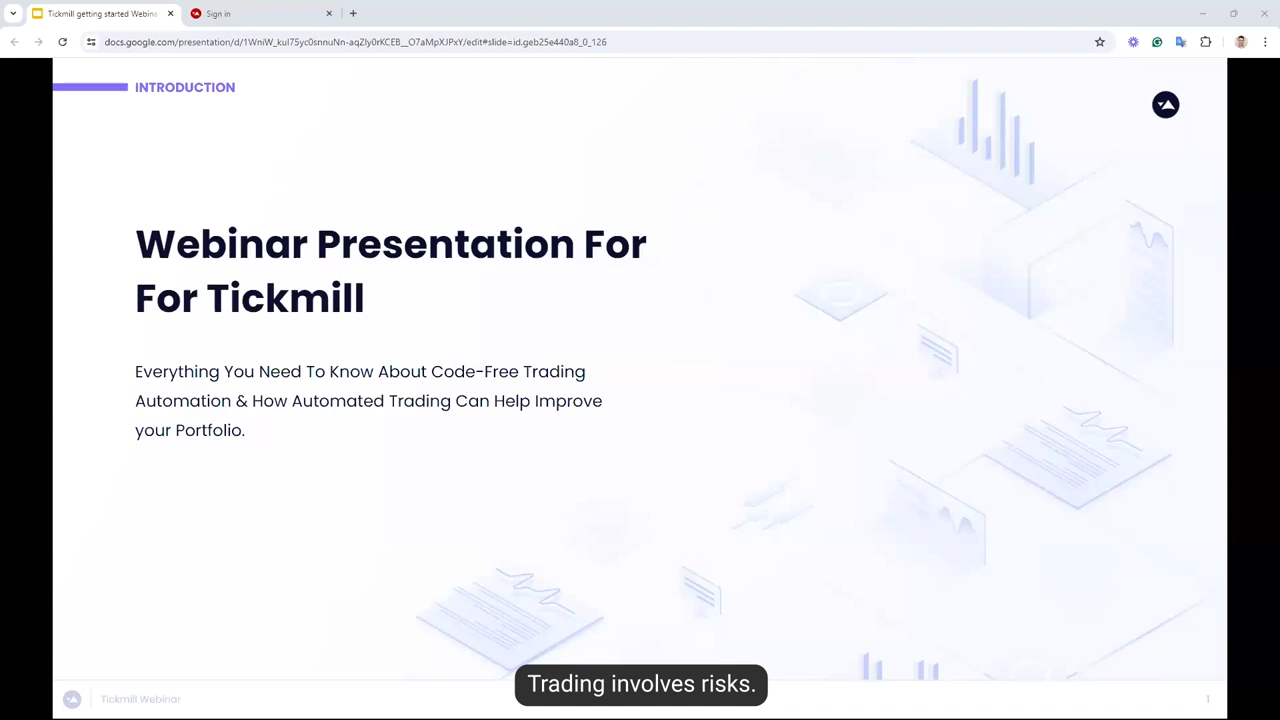 Tickmill getting started Webina
Sign in
docs.google.com/presentation/d/1WniW_kuI75yc0snnuNn-aqZly0rKCEB__O7aMpXJPxY/edit#slide=id.geb25e440a8_0_126
INTRODUCTION
Webinar Presentation For
For Tickmill
Everything You Need To Know About Code-Free Trading
Automation & How Automated Trading Can Help Improve
your Portfolio.
Trading involves risks.
Tickmill Webinar
1